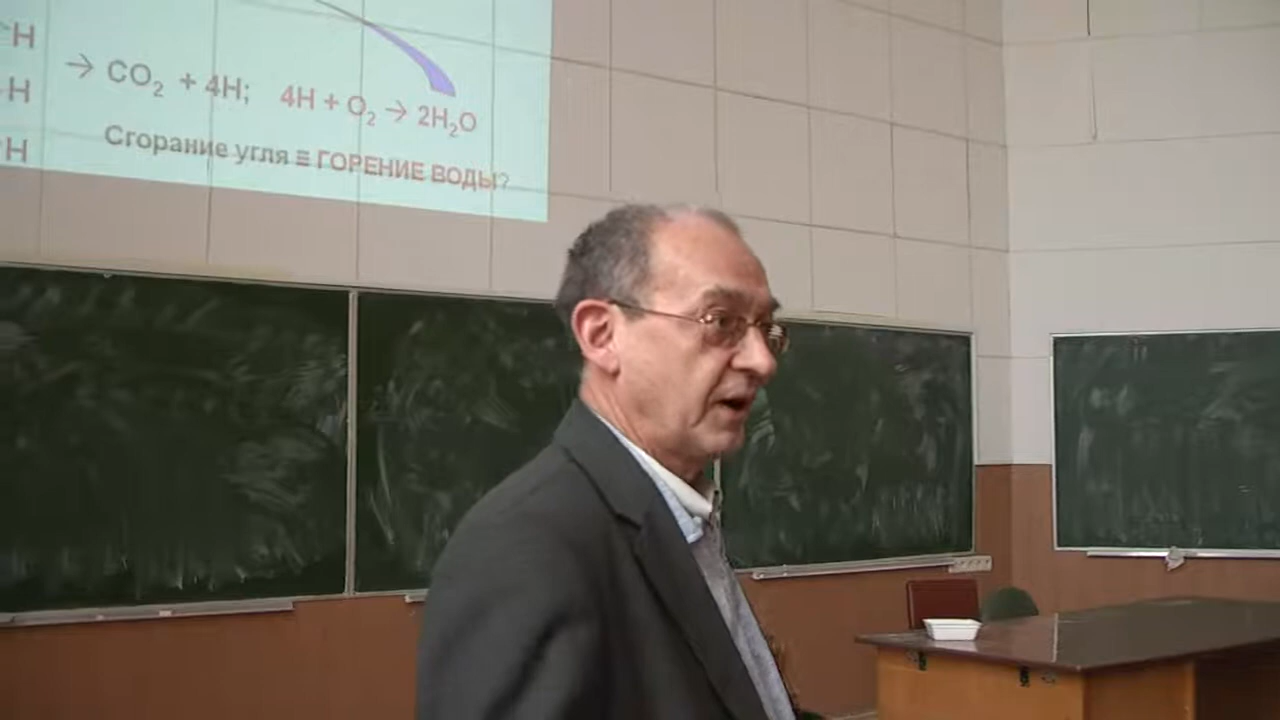 H
→ CO₂ + 4H; 4H + O₂ → 2H₂O
H
H
Сгорание угля ≡ ГОРЕНИЕ ВОДЫ?